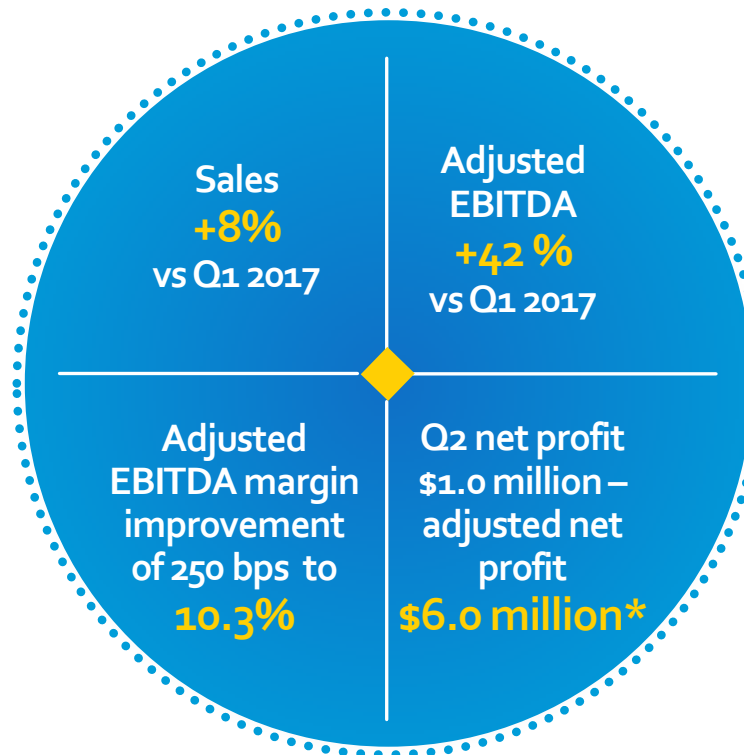 Sales
+8%
vs Q1 2017
Adjusted
EBITDA
+42 %
vs Q1 2017
Adjusted
EBITDA margin
improvement
of 250 bps to
10.3%
Q2 net profit
$1.0 million –
adjusted net
profit
$6.0 million*